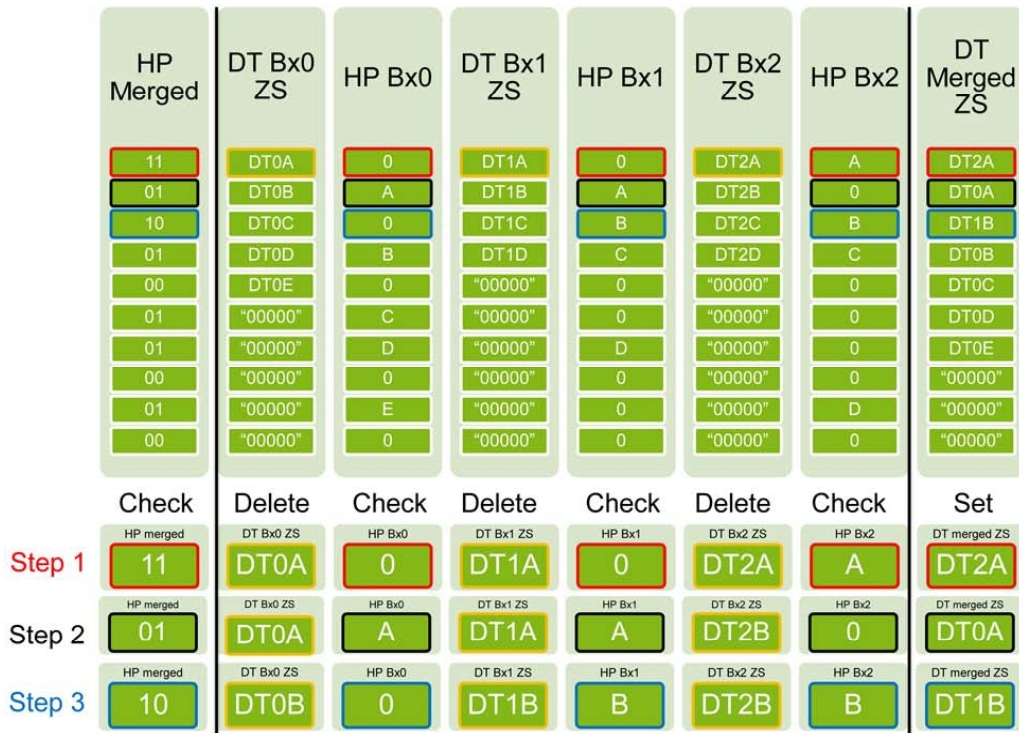 HP Merged
DT Bx0 ZS
HP Bx0
DT Bx1 ZS
HP Bx1
DT Bx2 ZS
HP Bx2
DT Merged ZS
11 DT0A 0 DT1A 0 DT2A A DT2A
01 DT0B A DT1B A DT2B 0 DT0A
10 DT0C 0 DT1C B DT2C B DT1B
01 DT0D B DT1D C DT2D C DT0B
00 DT0E 0 “00000” 0 “00000” 0 DT0C
01 “00000” C “00000” 0 “00000” 0 DT0D
01 “00000” D “00000” D “00000” 0 DT0E
00 “00000” 0 “00000” 0 “00000” 0 “00000”
01 “00000” E “00000” 0 “00000” D “00000”
00 “00000” 0 “00000” 0 “00000” 0 “00000”
Check Delete Check Delete Check Delete Check Set
HP merged DT Bx0 ZS HP Bx0 DT Bx1 ZS HP Bx1 DT Bx2 ZS HP Bx2 DT merged ZS
Step 1 11 DT0A 0 DT1A 0 DT2A A DT2A
HP merged DT Bx0 ZS HP Bx0 DT Bx1 ZS HP Bx1 DT Bx2 ZS HP Bx2 DT merged ZS
Step 2 01 DT0A A DT1A A DT2B 0 DT0A
HP merged DT Bx0 ZS HP Bx0 DT Bx1 ZS HP Bx1 DT Bx2 ZS HP Bx2 DT merged ZS
Step 3 10 DT0B 0 DT1B B DT2B B DT1B